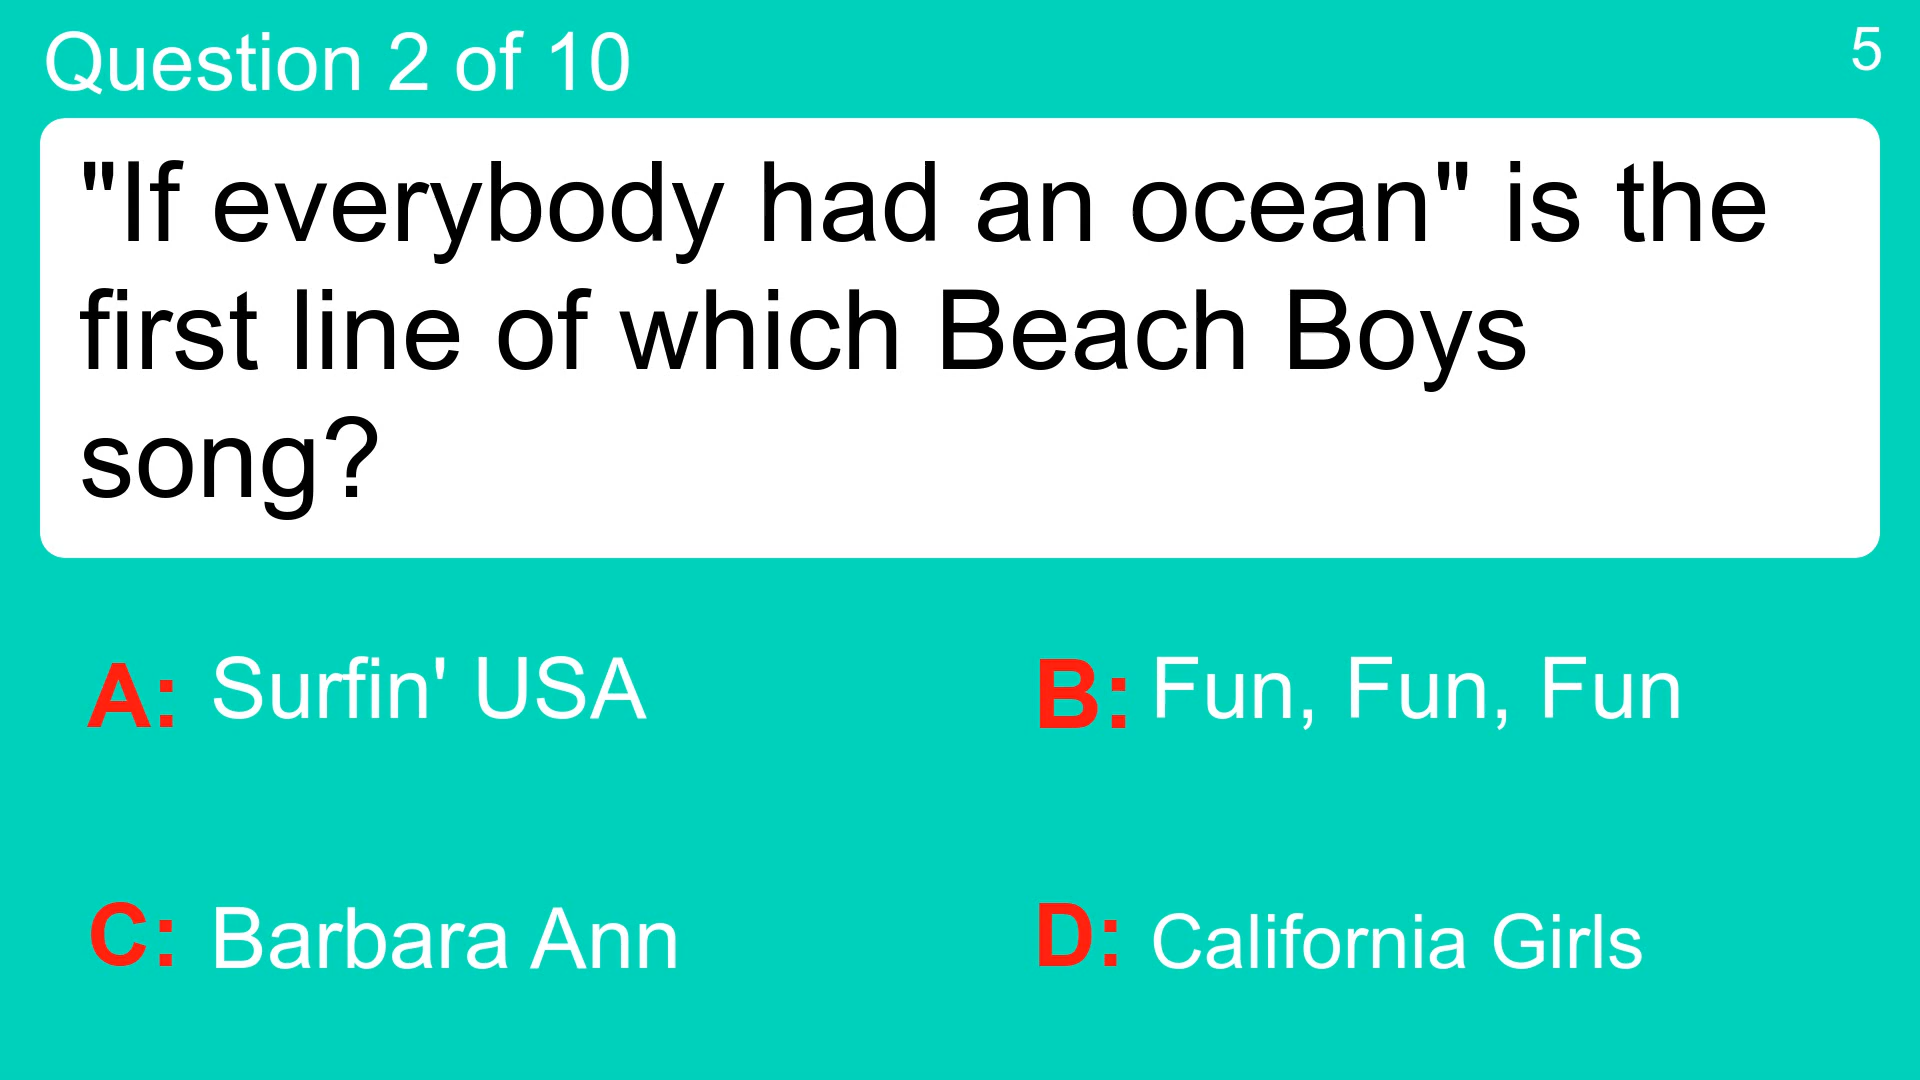 Question 2 of 10
5
"If everybody had an ocean" is the
first line of which Beach Boys
song?
A: Surfin' USA
B: Fun, Fun, Fun
C: Barbara Ann
D: California Girls